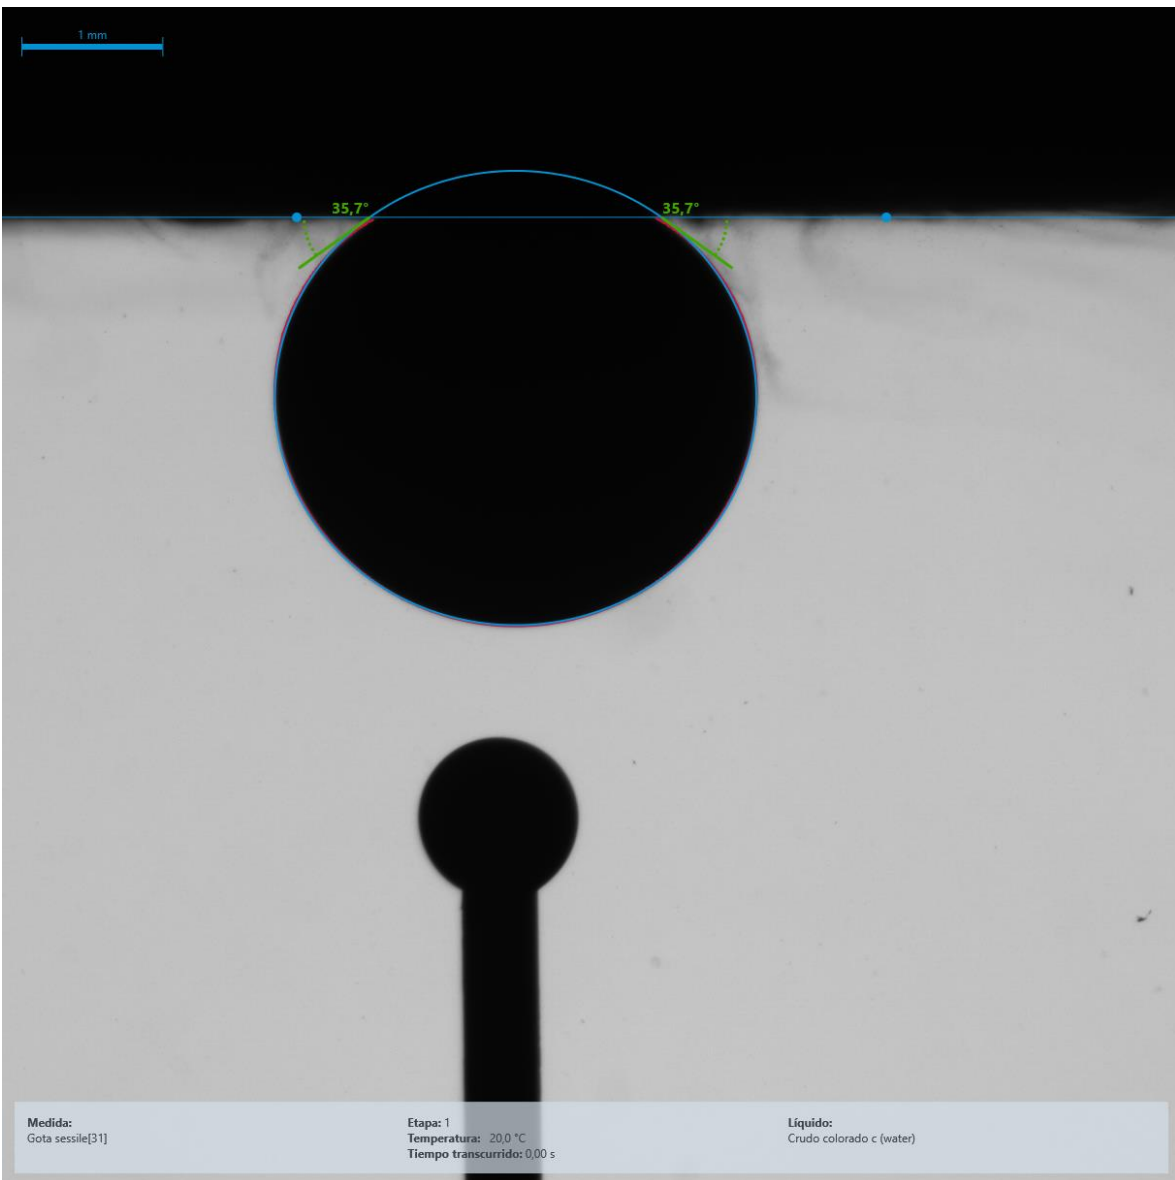 1 mm
35,7°
35,7°
Medida:
Gota sessile[31]
Etapa: 1
Temperatura: 20,0 °C
Tiempo transcurrido: 0,00 s
Líquido:
Crudo colorado c (water)